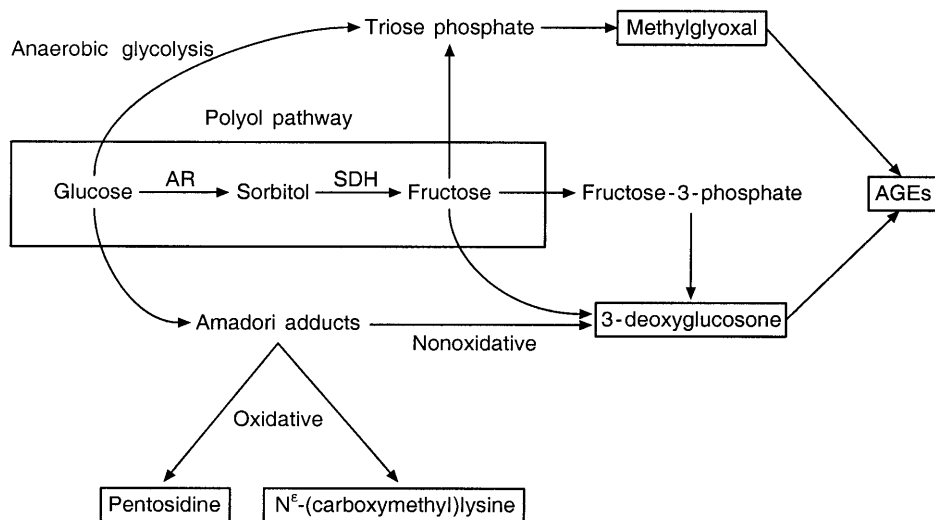 Triose phosphate
Methylglyoxal
Anaerobic glycolysis
Polyol pathway
Glucose
AR
Sorbitol
SDH
Fructose
Fructose-3-phosphate
AGEs
Amadori adducts
Nonoxidative
3-deoxyglucosone
Oxidative
Pentosidine
Nᵋ-(carboxymethyl)lysine